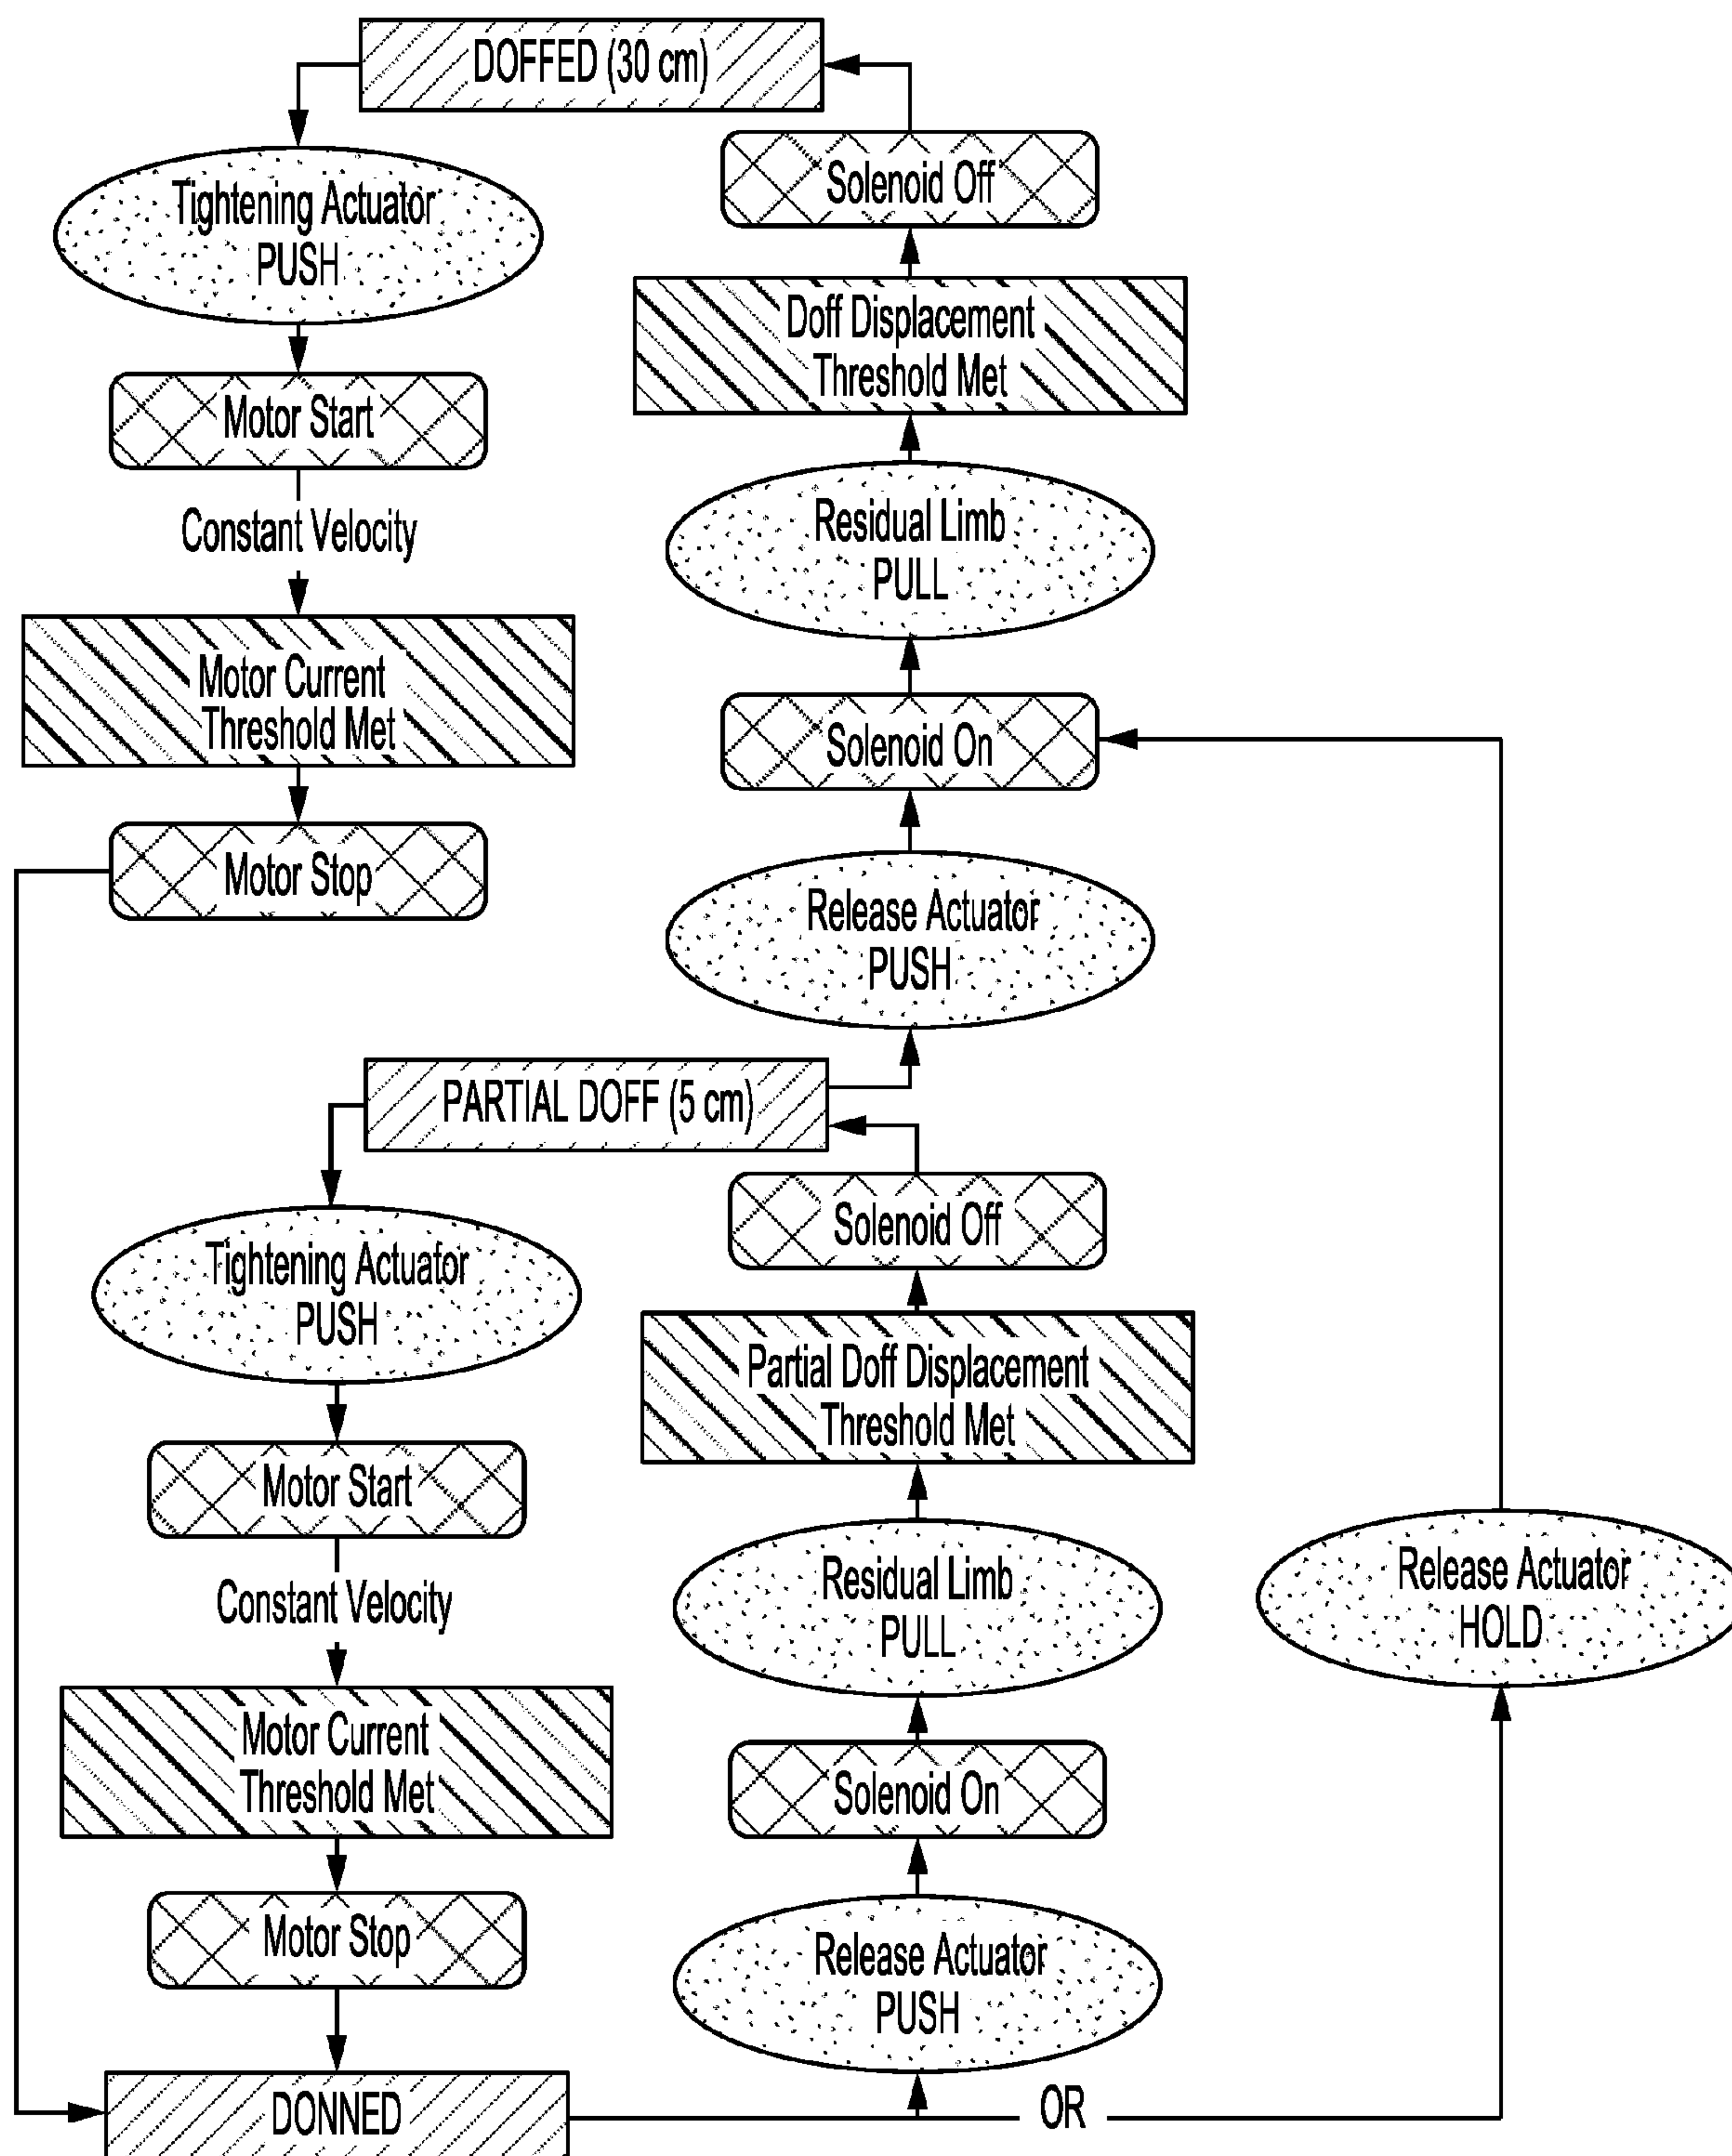 DOFFED (30 cm)
Tightening Actuator
PUSH
Motor Start
Constant Velocity
Motor Current
Threshold Met
Motor Stop
Solenoid Off
Doff Displacement
Threshold Met
Residual Limb
PULL
Solenoid On
Release Actuator
PUSH
PARTIAL DOFF (5 cm)
Tightening Actuator
PUSH
Motor Start
Constant Velocity
Motor Current
Threshold Met
Motor Stop
DONNED
Solenoid Off
Partial Doff Displacement
Threshold Met
Residual Limb
PULL
Solenoid On
Release Actuator
PUSH
OR
Release Actuator
HOLD